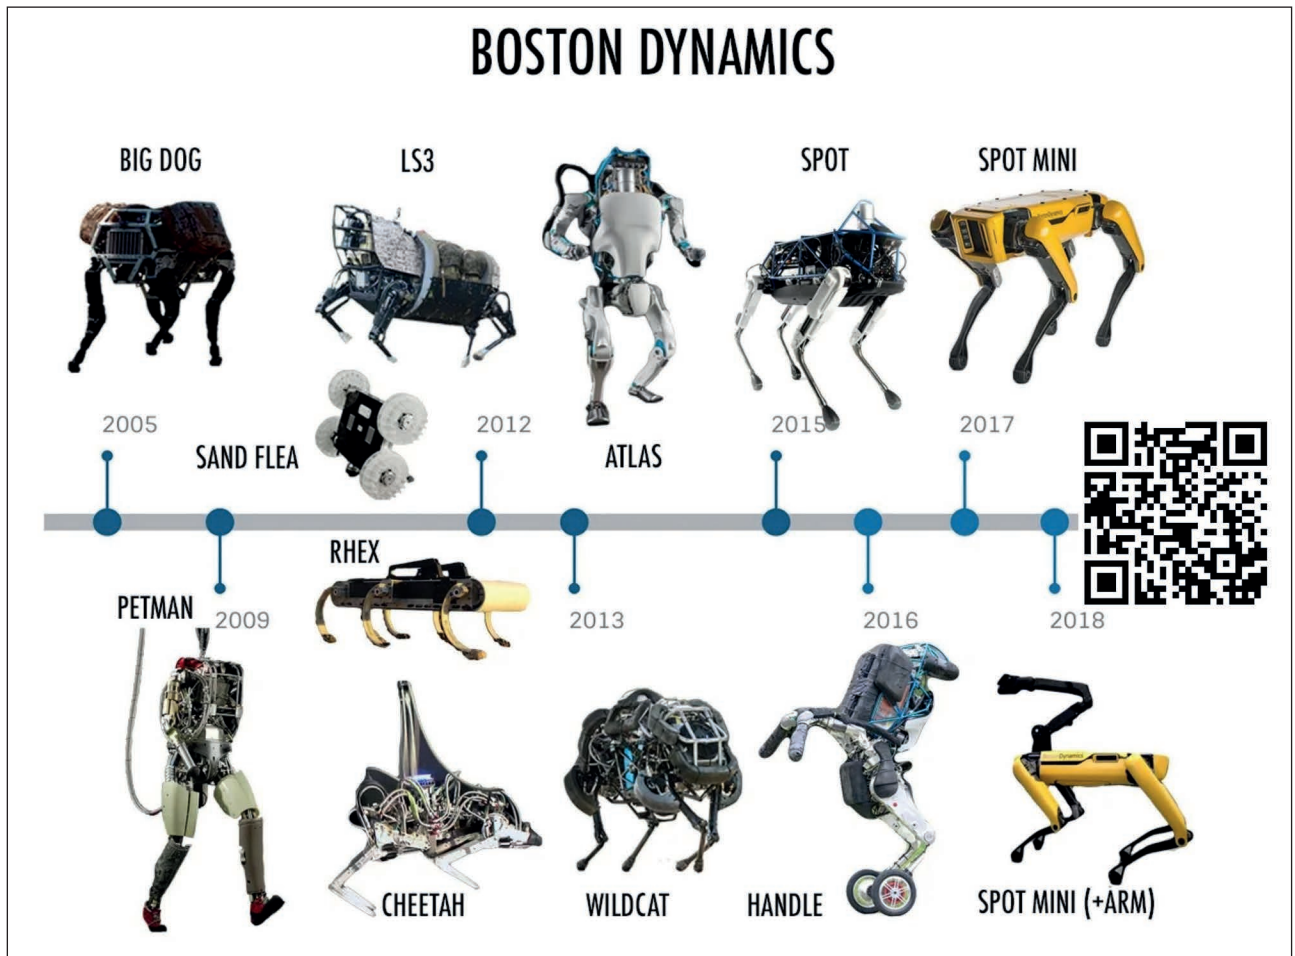 BOSTON DYNAMICS
BIG DOG
LS3
SPOT
SPOT MINI
2005
2012
2015
2017
SAND FLEA
ATLAS
RHEX
PETMAN
2009
2013
2016
2018
Dynamics
CHEETAH
WILDCAT
HANDLE
SPOT MINI (+ARM)